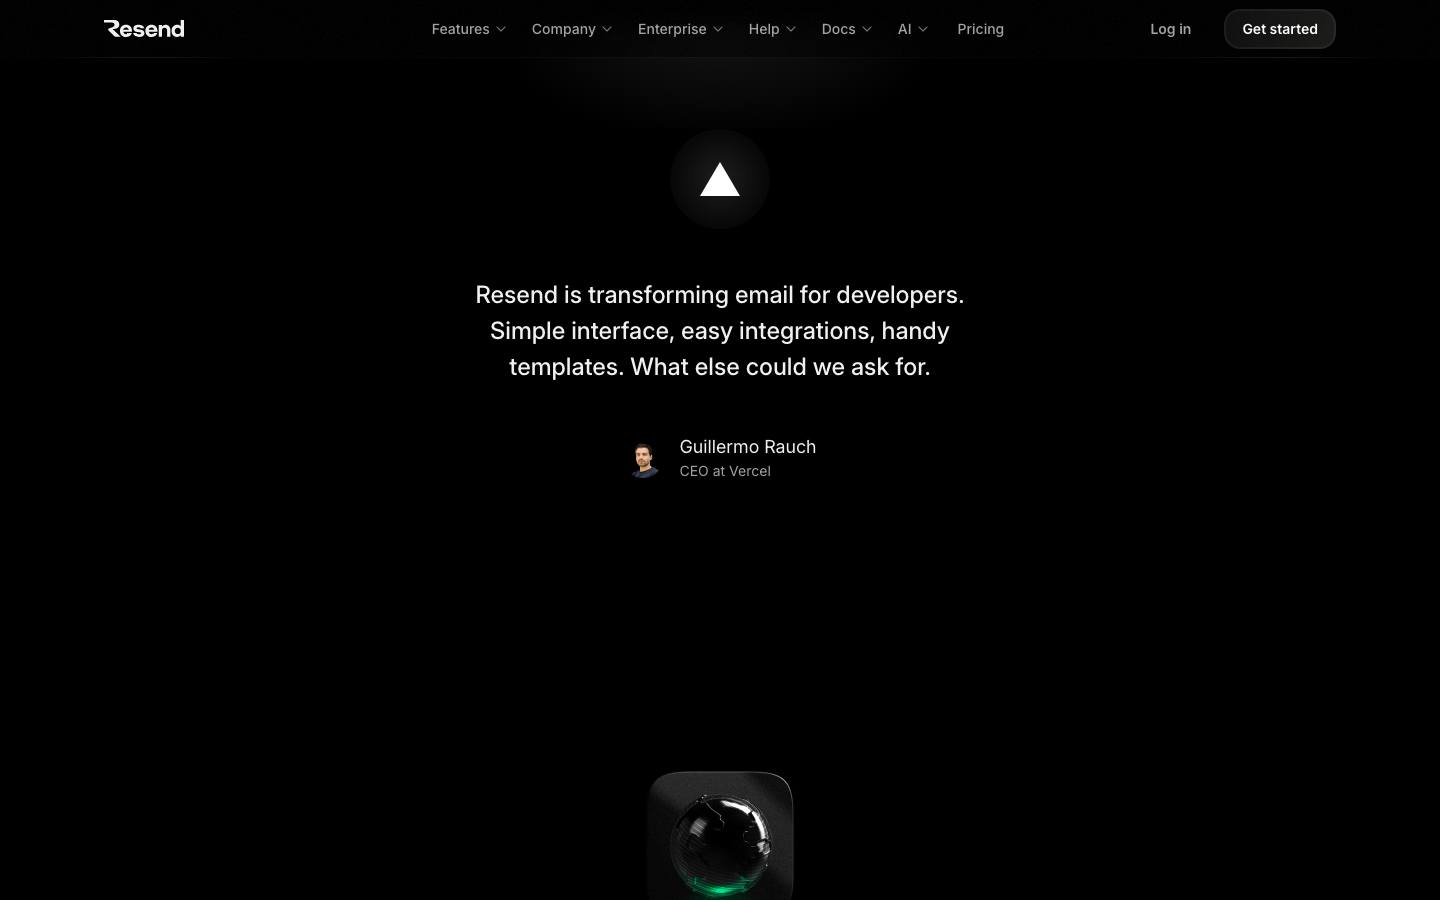 Resend
Features
Company
Enterprise
Help
Docs
AI
Pricing
Log in
Get started
Resend is transforming email for developers.
Simple interface, easy integrations, handy
templates. What else could we ask for.
Guillermo Rauch
CEO at Vercel